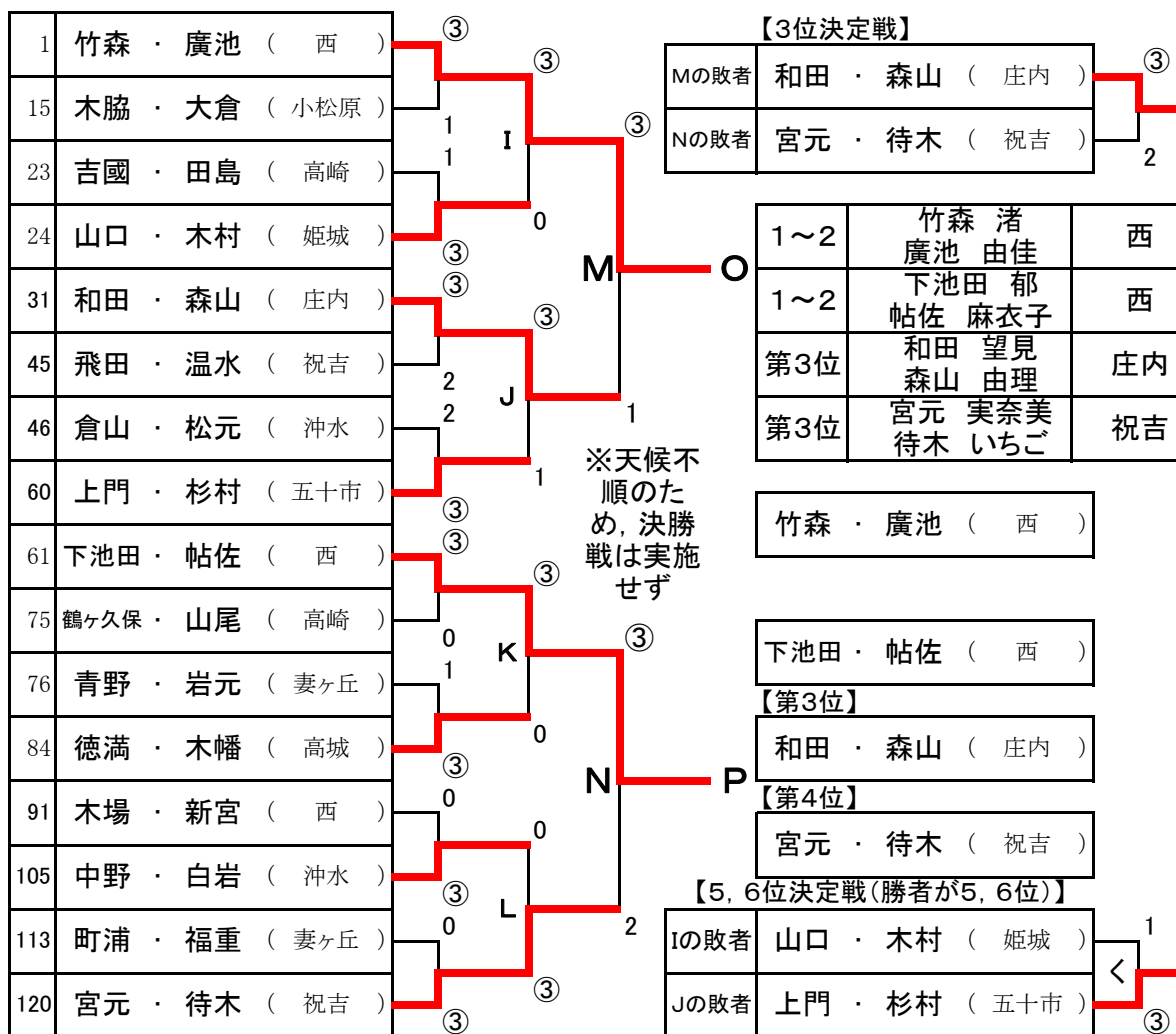 1 竹森 ・ 廣池 ( 西 )
15 木脇 ・ 大倉 ( 小松原 )
23 吉國 ・ 田島 ( 高崎 )
24 山口 ・ 木村 ( 姫城 )
31 和田 ・ 森山 ( 庄内 )
45 飛田 ・ 温水 ( 祝吉 )
46 倉山 ・ 松元 ( 沖水 )
60 上門 ・ 杉村 ( 五十市 )
61 下池田 ・ 帖佐 ( 西 )
75 鶴ヶ久保 ・ 山尾 ( 高崎 )
76 青野 ・ 岩元 ( 妻ヶ丘 )
84 徳満 ・ 木幡 ( 高城 )
91 木場 ・ 新宮 ( 西 )
105 中野 ・ 白岩 ( 沖水 )
113 町浦 ・ 福重 ( 妻ヶ丘 )
120 宮元 ・ 待木 ( 祝吉 )
③
1
1
③
③
2
2
③
③
0
1
③
0
③
0
③
③
I
0
③
J
1
③
K
0
0
L
③
③
M
1
③
N
2
O
P
※天候不
順のた
め, 決勝
戦は実施
せず
【3位決定戦】
Mの敗者 和田 ・ 森山 ( 庄内 ) ③
Nの敗者 宮元 ・ 待木 ( 祝吉 ) 2
1~2 竹森 渚 廣池 由佳 西
1~2 下池田 郁 帖佐 麻衣子 西
第3位 和田 望見 森山 由理 庄内
第3位 宮元 実奈美 待木 いちご 祝吉
竹森 ・ 廣池 ( 西 )
下池田 ・ 帖佐 ( 西 )
【第3位】
和田 ・ 森山 ( 庄内 )
【第4位】
宮元 ・ 待木 ( 祝吉 )
【5, 6位決定戦(勝者が5, 6位)】
Iの敗者 山口 ・ 木村 ( 姫城 ) 1
く
Jの敗者 上門 ・ 杉村 ( 五十市 ) ③